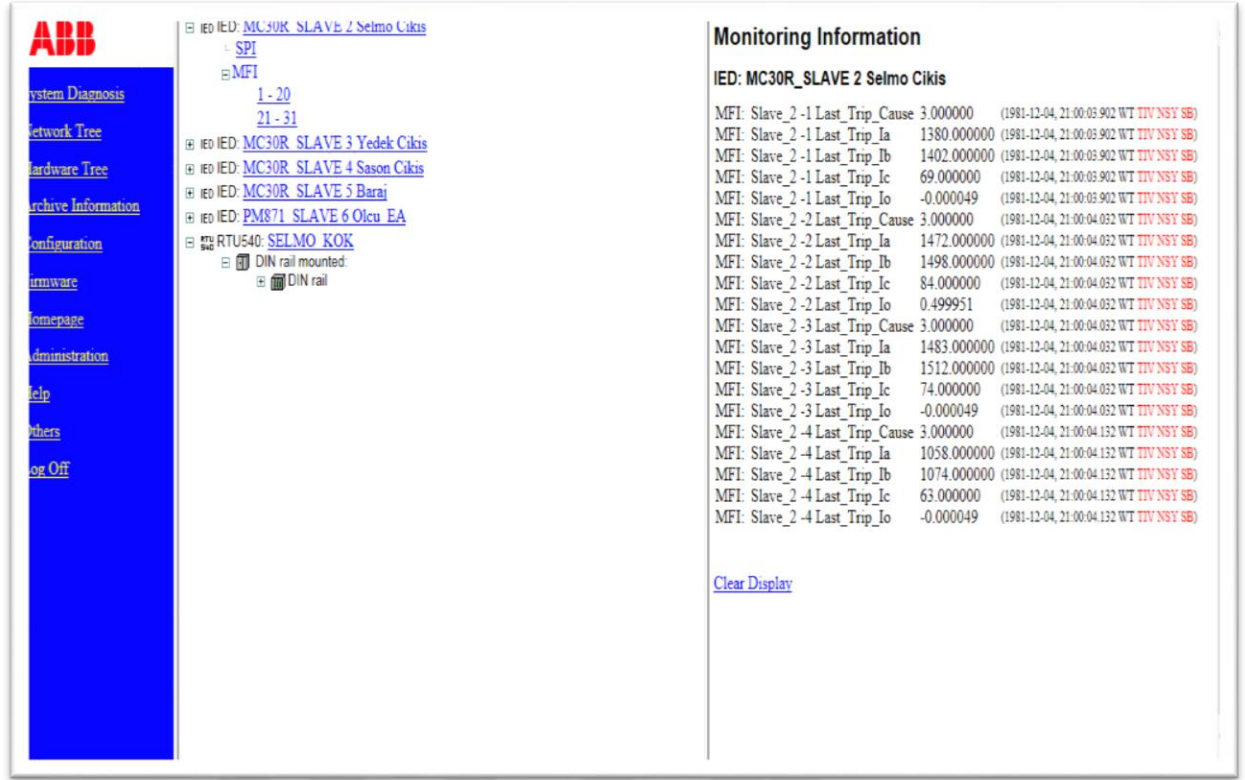 ABB
ystem Diagnosis
Network Tree
Hardware Tree
Archive Information
Configuration
Firmware
Homepage
Administration
Help
Others
Log Off
IED IED: MC30R_SLAVE 2 Selmo Cikis
SPI
MFI
1 - 20
21 - 31
IED IED: MC30R_SLAVE 3 Yedek Cikis
IED IED: MC30R_SLAVE 4 Sason Cikis
IED IED: MC30R_SLAVE 5 Baraj
IED IED: PM871_SLAVE 6 Olcu_EA
RTU 540 RTU540: SELMO_KOK
DIN rail mounted:
DIN rail
Monitoring Information
IED: MC30R_SLAVE 2 Selmo Cikis
MFI: Slave_2 -1 Last_Trip_Cause 3.000000 (1981-12-04, 21:00:03.902 WT TIV NSY SB)
MFI: Slave_2 -1 Last_Trip_Ia 1380.000000 (1981-12-04, 21:00:03.902 WT TIV NSY SB)
MFI: Slave_2 -1 Last_Trip_Ib 1402.000000 (1981-12-04, 21:00:03.902 WT TIV NSY SB)
MFI: Slave_2 -1 Last_Trip_Ic 69.000000 (1981-12-04, 21:00:03.902 WT TIV NSY SB)
MFI: Slave_2 -1 Last_Trip_Io -0.000049 (1981-12-04, 21:00:03.902 WT TIV NSY SB)
MFI: Slave_2 -2 Last_Trip_Cause 3.000000 (1981-12-04, 21:00:04.032 WT TIV NSY SB)
MFI: Slave_2 -2 Last_Trip_Ia 1472.000000 (1981-12-04, 21:00:04.032 WT TIV NSY SB)
MFI: Slave_2 -2 Last_Trip_Ib 1498.000000 (1981-12-04, 21:00:04.032 WT TIV NSY SB)
MFI: Slave_2 -2 Last_Trip_Ic 84.000000 (1981-12-04, 21:00:04.032 WT TIV NSY SB)
MFI: Slave_2 -2 Last_Trip_Io 0.499951 (1981-12-04, 21:00:04.032 WT TIV NSY SB)
MFI: Slave_2 -3 Last_Trip_Cause 3.000000 (1981-12-04, 21:00:04.032 WT TIV NSY SB)
MFI: Slave_2 -3 Last_Trip_Ia 1483.000000 (1981-12-04, 21:00:04.032 WT TIV NSY SB)
MFI: Slave_2 -3 Last_Trip_Ib 1512.000000 (1981-12-04, 21:00:04.032 WT TIV NSY SB)
MFI: Slave_2 -3 Last_Trip_Ic 74.000000 (1981-12-04, 21:00:04.032 WT TIV NSY SB)
MFI: Slave_2 -3 Last_Trip_Io -0.000049 (1981-12-04, 21:00:04.032 WT TIV NSY SB)
MFI: Slave_2 -4 Last_Trip_Cause 3.000000 (1981-12-04, 21:00:04.132 WT TIV NSY SB)
MFI: Slave_2 -4 Last_Trip_Ia 1058.000000 (1981-12-04, 21:00:04.132 WT TIV NSY SB)
MFI: Slave_2 -4 Last_Trip_Ib 1074.000000 (1981-12-04, 21:00:04.132 WT TIV NSY SB)
MFI: Slave_2 -4 Last_Trip_Ic 63.000000 (1981-12-04, 21:00:04.132 WT TIV NSY SB)
MFI: Slave_2 -4 Last_Trip_Io -0.000049 (1981-12-04, 21:00:04.132 WT TIV NSY SB)
Clear Display